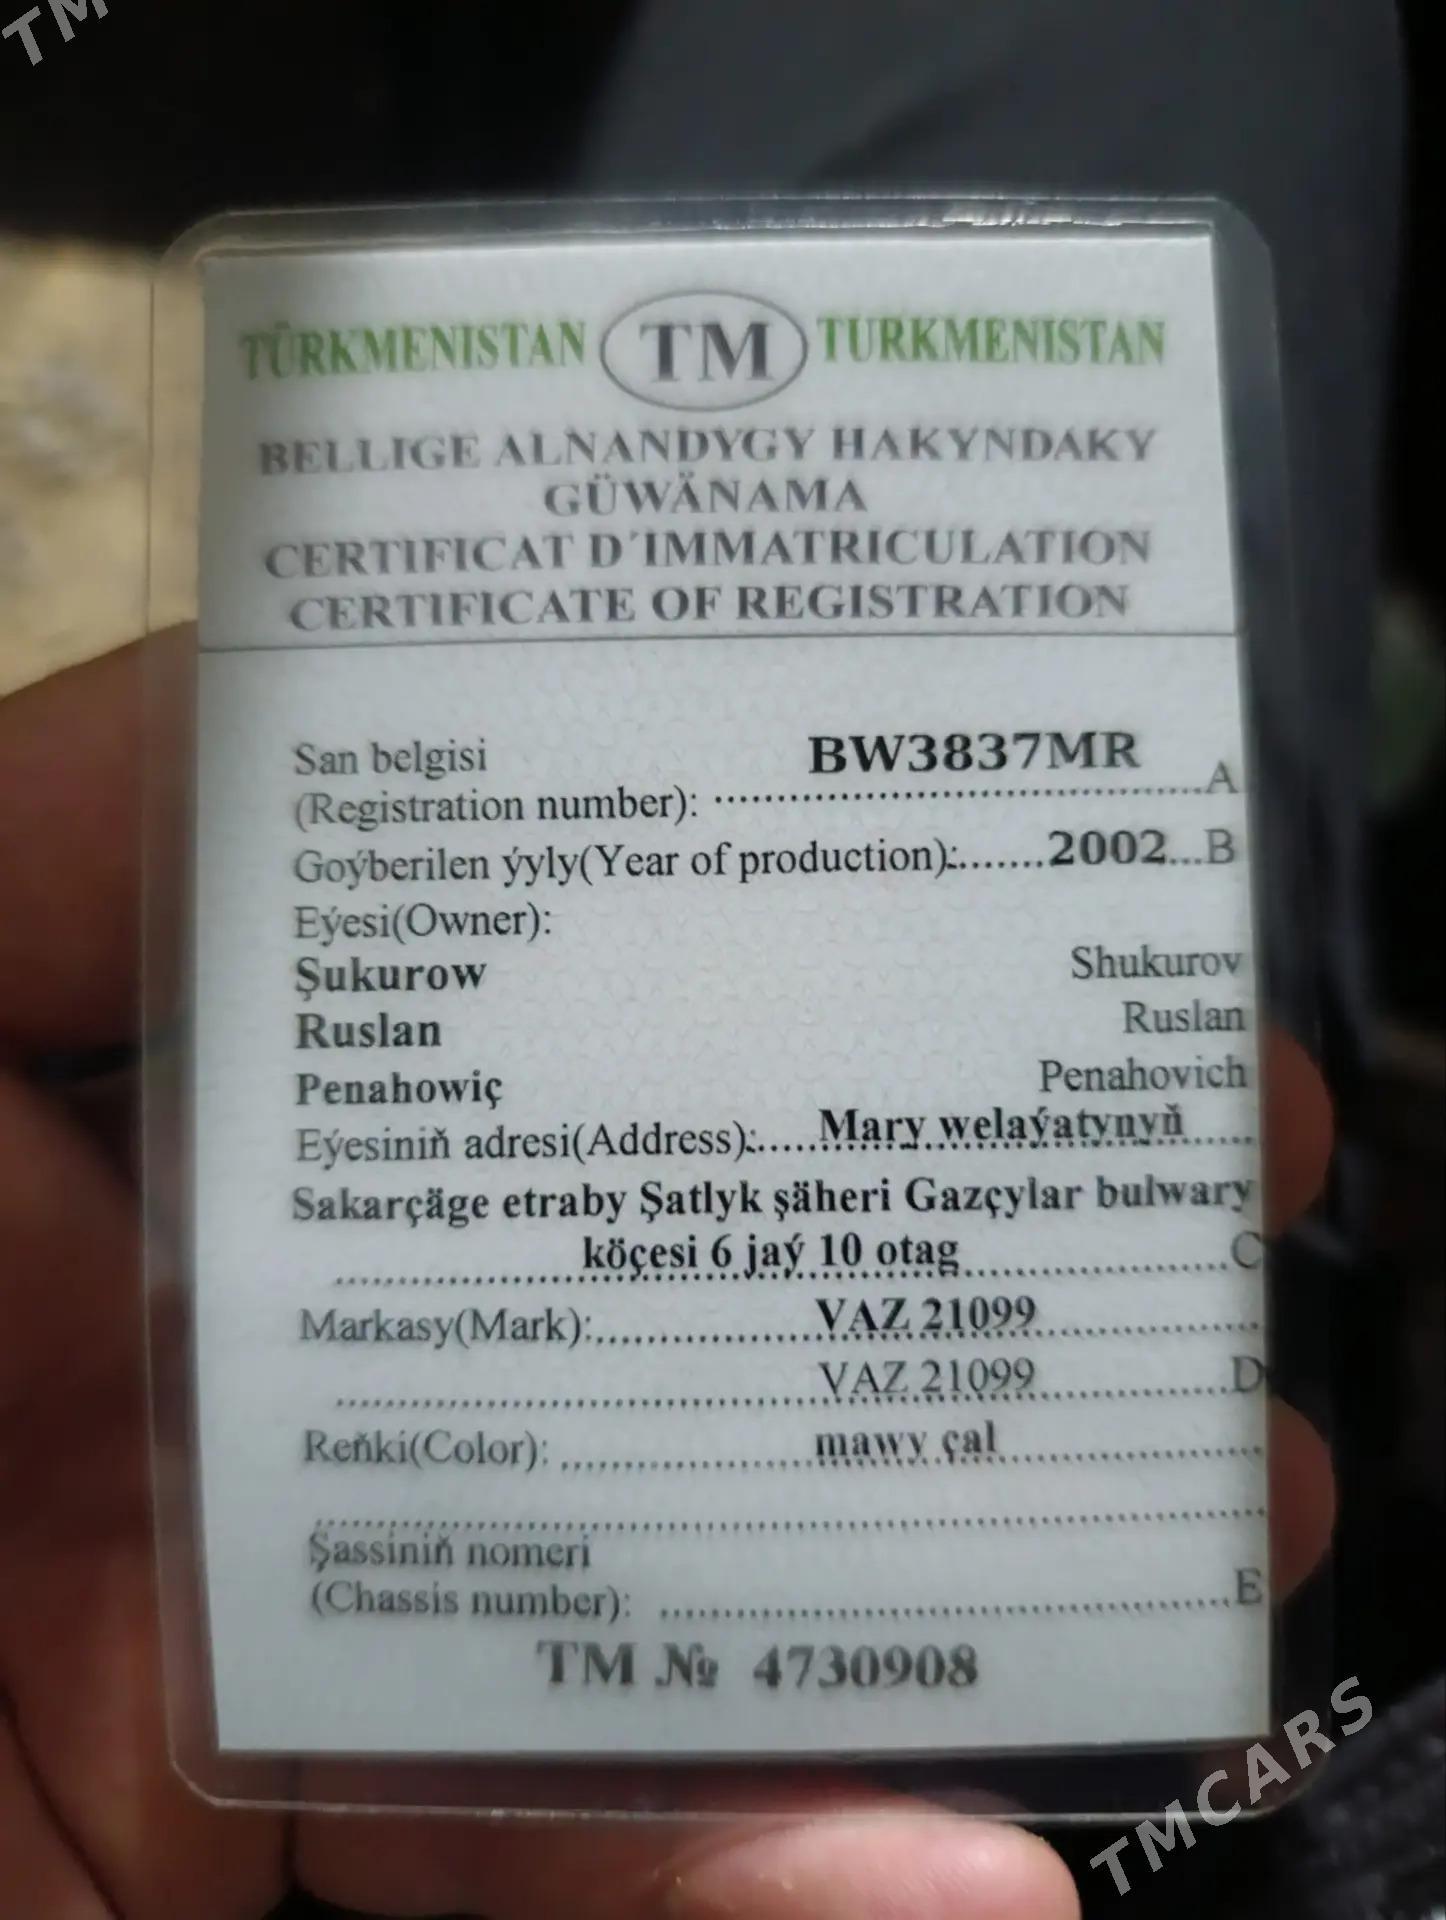 TM
TÜRKMENISTAN TM TURKMENISTAN
BELLIGE ALNANDYGY HAKYNDAKY
GÜWÄNAMA
CERTIFICAT D'IMMATRICULATION
CERTIFICATE OF REGISTRATION
San belgisi BW3837MR
(Registration number): A
Goýberilen ýyly(Year of production): 2002 B
Eýesi(Owner):
Şukurow Shukurov
Ruslan Ruslan
Penahowiç Penahovich
Eýesiniň adresi(Address): Mary welaýatynyň
Sakarçäge etraby Şatlyk şäheri Gazçylar bulwary
köçesi 6 jaý 10 otag C
Markasy(Mark): VAZ 21099
VAZ 21099 D
Reňki(Color): mawy çal
Şassiniň nomeri
(Chassis number): E
TM № 4730908
TMCARS